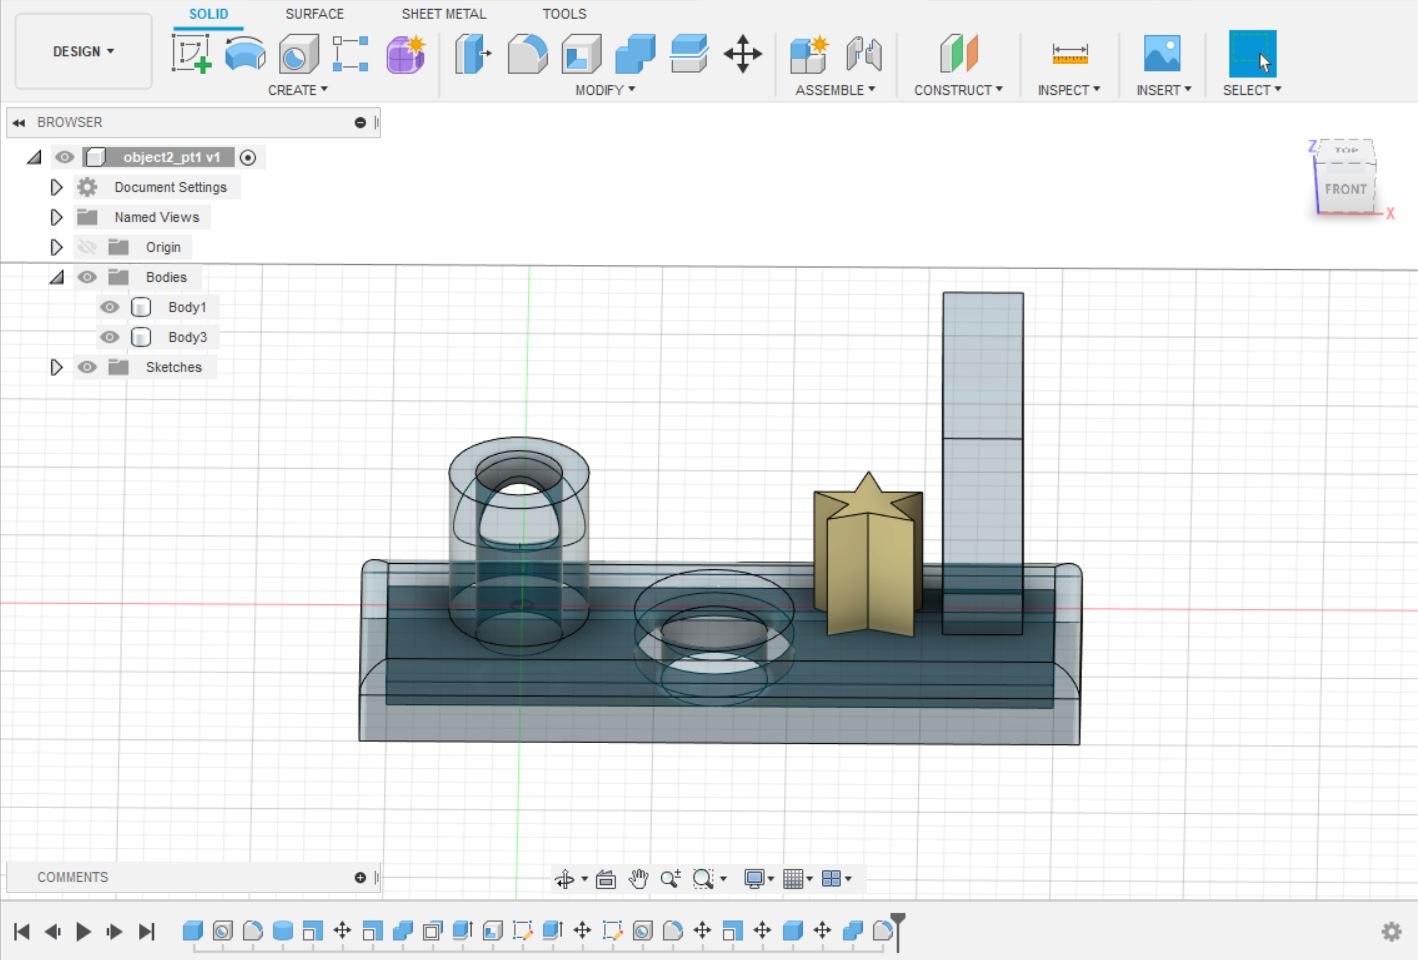 SOLID SURFACE SHEET METAL TOOLS
DESIGN
CREATE MODIFY ASSEMBLE CONSTRUCT INSPECT INSERT SELECT
BROWSER
object2_pt1 v1
Document Settings
Named Views
Origin
Bodies
Body1
Body3
Sketches
Z
TOP
FRONT
X
COMMENTS